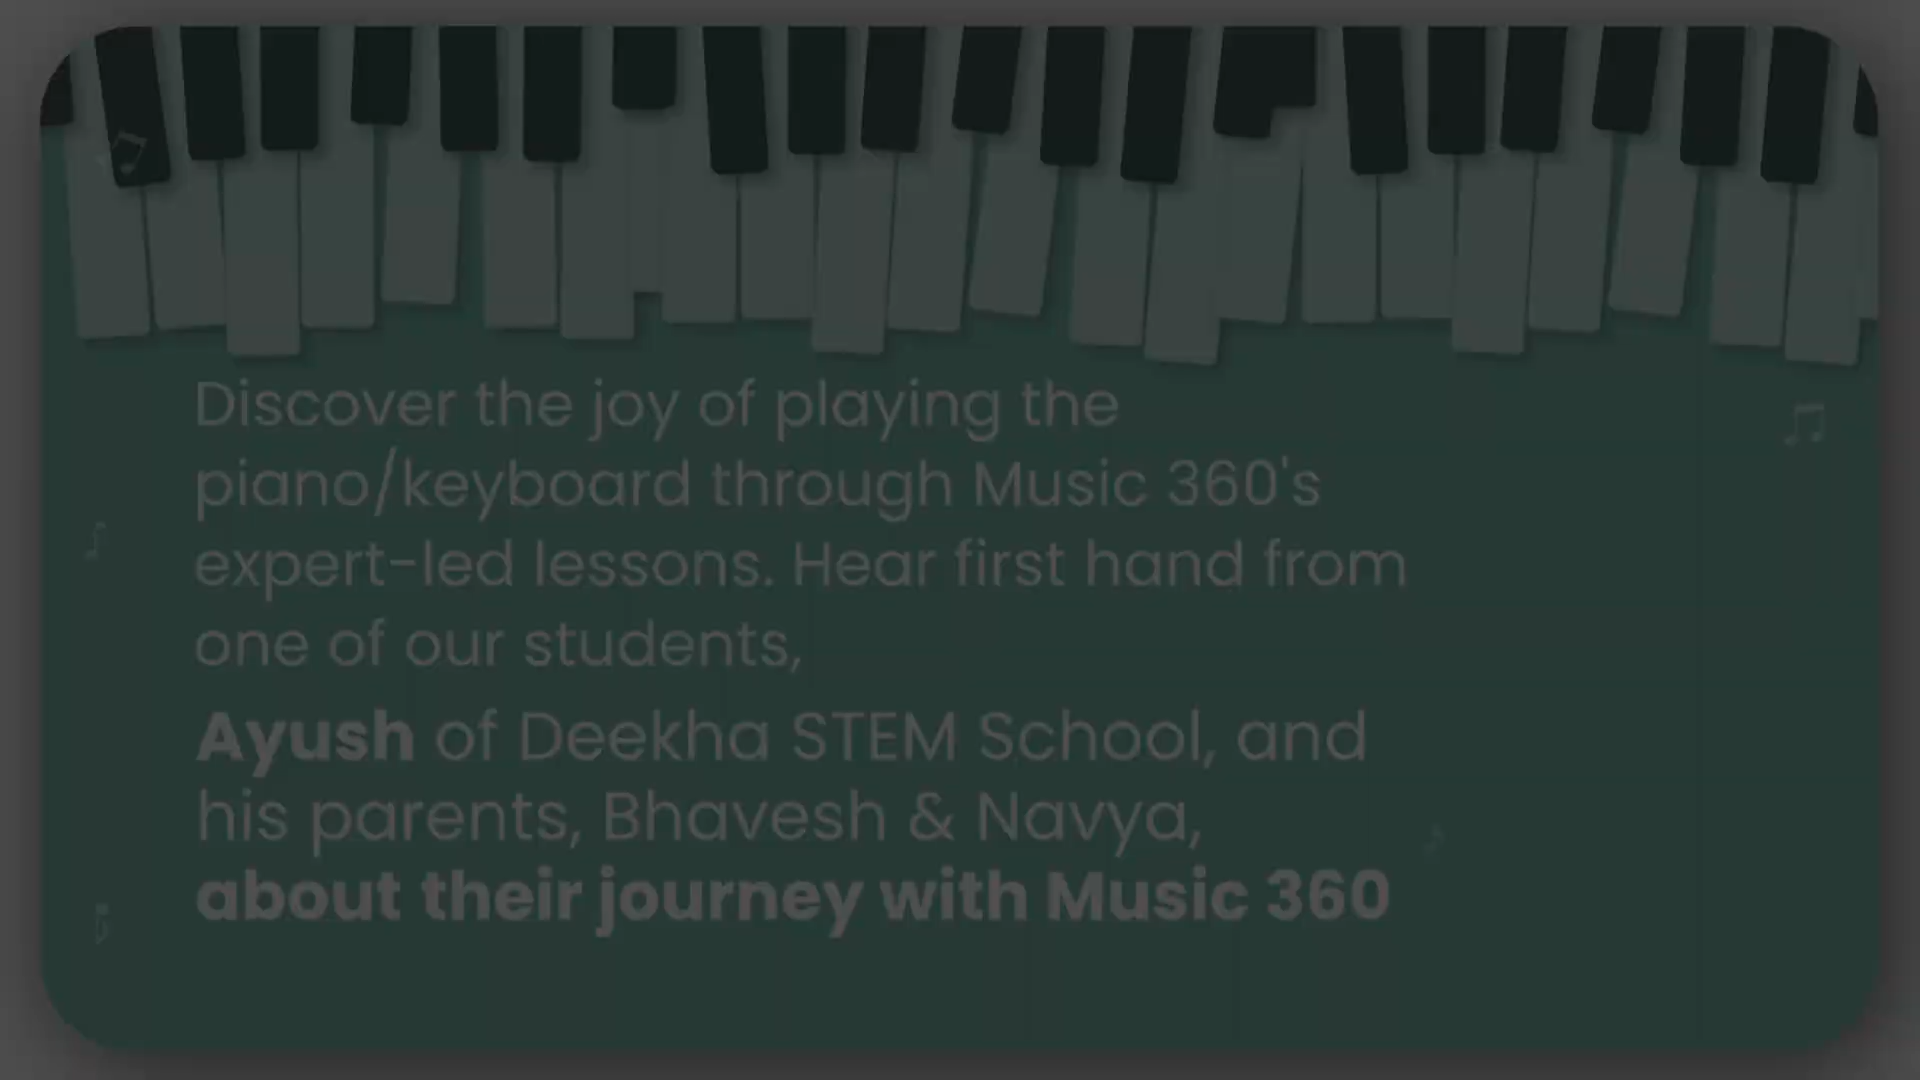 Discover the joy of playing the
piano/keyboard through Music 360's
expert-led lessons. Hear first hand from
one of our students,
Ayush of Deekha STEM School, and
his parents, Bhavesh & Navya,
about their journey with Music 360